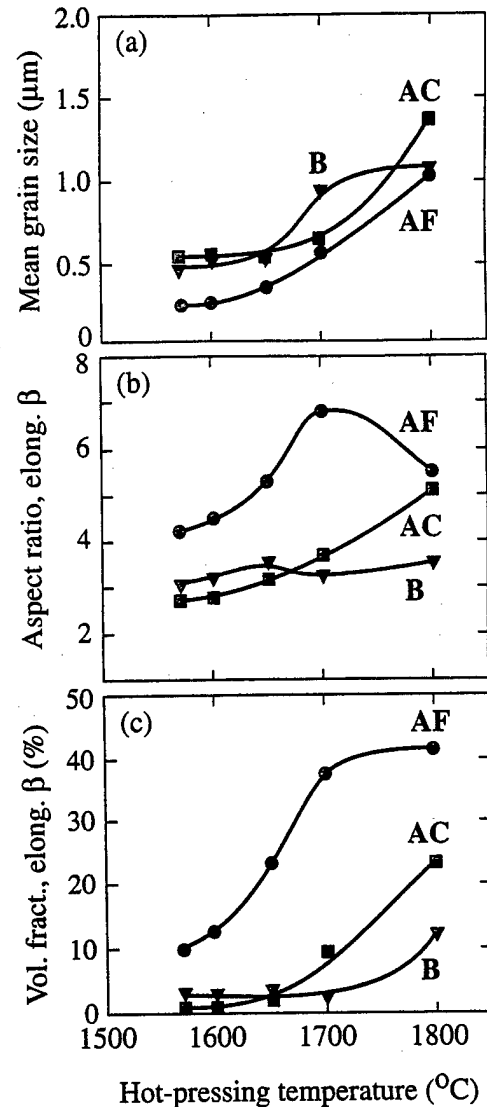 (a)
2.0
1.5
1.0
0.5
0
Mean grain size (μm)
AC
B
AF
(b)
8
6
4
2
Aspect ratio, elong. β
AF
AC
B
(c)
50
40
30
20
10
0
Vol. fract., elong. β (%)
AF
AC
B
1500 1600 1700 1800
Hot-pressing temperature (°C)